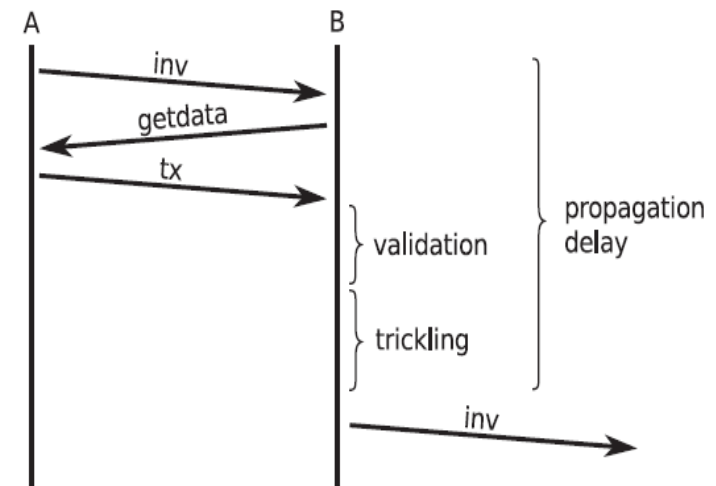 A
B
inv
getdata
tx
validation
trickling
propagation
delay
inv